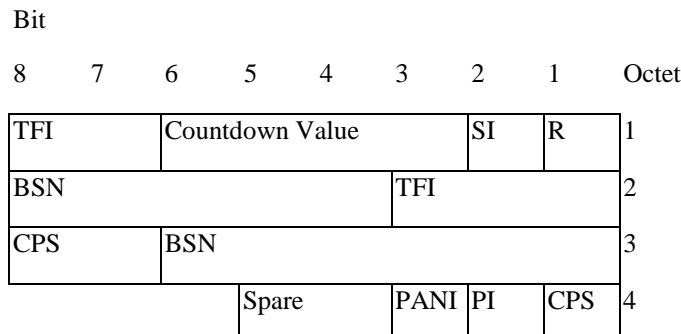 Bit
8 7 6 5 4 3 2 1 Octet
TFI Countdown Value SI R 1
BSN TFI 2
CPS BSN 3
Spare PANI PI CPS 4